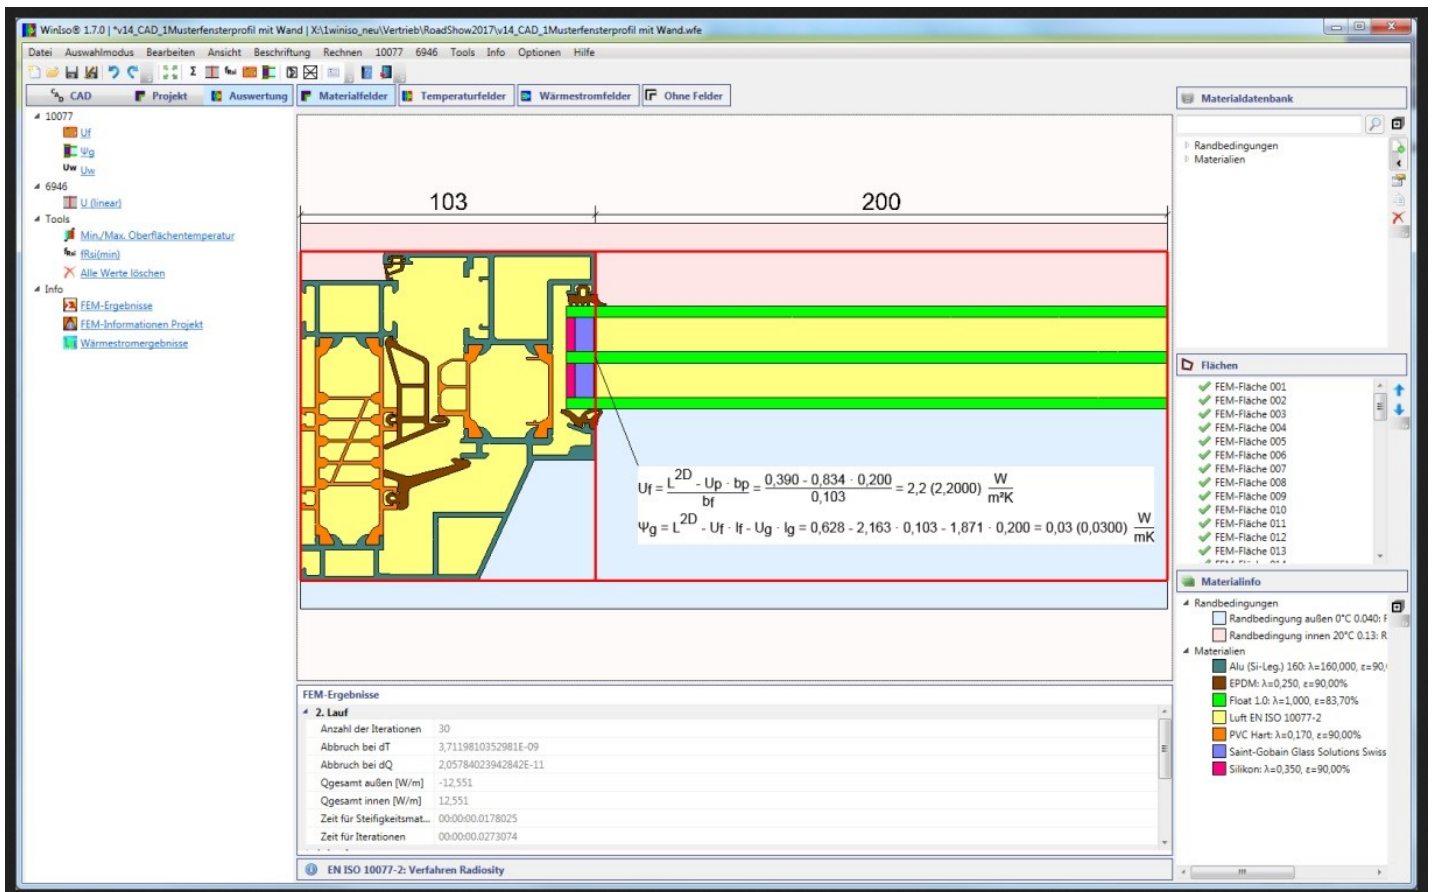 WinIso® 1.7.0 | *v14_CAD_1Musterfensterprofil mit Wand | X:\1winiso_neu\Vertrieb\RoadShow2017\v14_CAD_1Musterfensterprofil mit Wand.wfe
Datei Auswahlmodus Bearbeiten Ansicht Beschriftung Rechnen 10077 6946 Tools Info Optionen Hilfe
Σ fRsi
CAD Projekt Auswertung Materialfelder Temperaturfelder Wärmestromfelder Ohne Felder
10077
Uf
Ψg
Uw Uw
6946
U (linear)
Tools
Min./Max. Oberflächentemperatur
fRsi fRsi(min)
Alle Werte löschen
Info
FEM-Ergebnisse
FEM-Informationen Projekt
Wärmestromergebnisse
103 200
Uf = L2D - Up · bp / bf = 0,390 - 0,834 · 0,200 / 0,103 = 2,2 (2,2000) W/m²K
Ψg = L2D - Uf · lf - Ug · lg = 0,628 - 2,163 · 0,103 - 1,871 · 0,200 = 0,03 (0,0300) W/mK
FEM-Ergebnisse
2. Lauf
Anzahl der Iterationen 30
Abbruch bei dT 3,7119810352981E-09
Abbruch bei dQ 2,05784023942842E-11
Qgesamt außen [W/m] -12,551
Qgesamt innen [W/m] 12,551
Zeit für Steifigkeitsmat... 00:00:00.0178025
Zeit für Iterationen 00:00:00.0273074
EN ISO 10077-2: Verfahren Radiosity
Materialdatenbank
Randbedingungen
Materialien
Flächen
FEM-Fläche 001
FEM-Fläche 002
FEM-Fläche 003
FEM-Fläche 004
FEM-Fläche 005
FEM-Fläche 006
FEM-Fläche 007
FEM-Fläche 008
FEM-Fläche 009
FEM-Fläche 010
FEM-Fläche 011
FEM-Fläche 012
FEM-Fläche 013
Materialinfo
Randbedingungen
Randbedingung außen 0°C 0.040: F
Randbedingung innen 20°C 0.13: R
Materialien
Alu (Si-Leg.) 160: λ=160,000, ε=90,
EPDM: λ=0,250, ε=90,00%
Float 1.0: λ=1,000, ε=83,70%
Luft EN ISO 10077-2
PVC Hart: λ=0,170, ε=90,00%
Saint-Gobain Glass Solutions Swiss
Silikon: λ=0,350, ε=90,00%